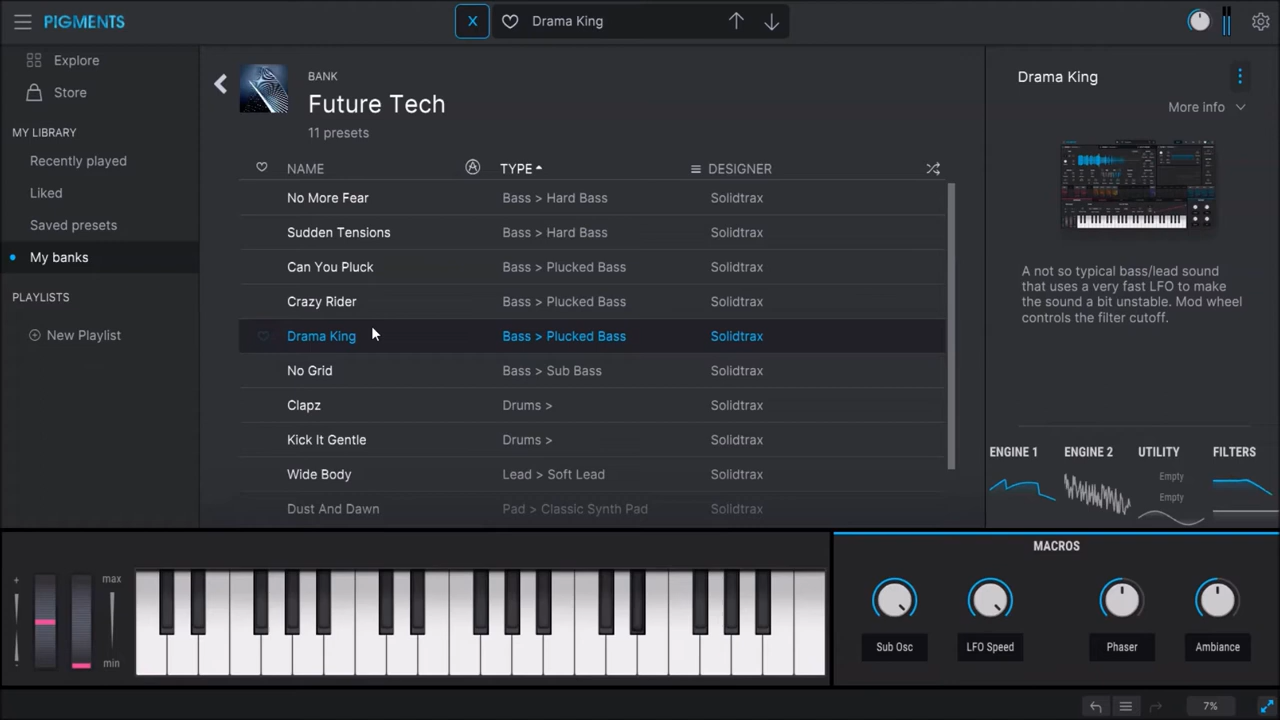 PIGMENTS
X
Drama King
Explore
Store
MY LIBRARY
Recently played
Liked
Saved presets
My banks
PLAYLISTS
New Playlist
BANK
Future Tech
11 presets
NAME TYPE DESIGNER
No More Fear Bass > Hard Bass Solidtrax
Sudden Tensions Bass > Hard Bass Solidtrax
Can You Pluck Bass > Plucked Bass Solidtrax
Crazy Rider Bass > Plucked Bass Solidtrax
Drama King Bass > Plucked Bass Solidtrax
No Grid Bass > Sub Bass Solidtrax
Clapz Drums > Solidtrax
Kick It Gentle Drums > Solidtrax
Wide Body Lead > Soft Lead Solidtrax
Dust And Dawn Pad > Classic Synth Pad Solidtrax
Drama King
More info
A not so typical bass/lead sound
that uses a very fast LFO to make
the sound a bit unstable. Mod wheel
controls the filter cutoff.
ENGINE 1 ENGINE 2 UTILITY FILTERS
Empty
Empty
+
-
max
min
MACROS
Sub Osc LFO Speed Phaser Ambiance
7%